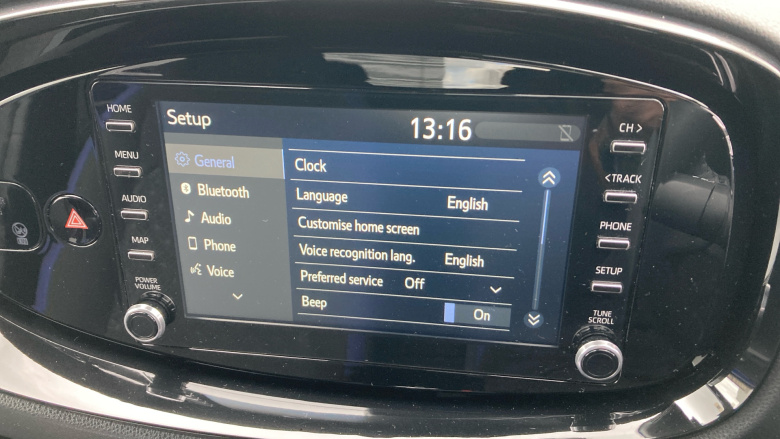 HOME
MENU
AUDIO
MAP
POWER
VOLUME
Setup
13:16
General
Bluetooth
Audio
Phone
Voice
Clock
Language English
Customise home screen
Voice recognition lang. English
Preferred service Off
Beep On
CH >
< TRACK
PHONE
SETUP
TUNE
SCROLL